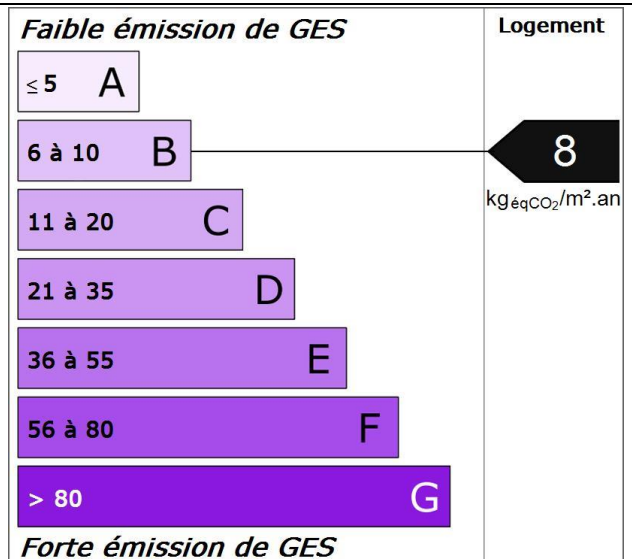 Faible émission de GES
Logement
≤ 5 A
6 à 10 B
8
kgéqCO₂/m².an
11 à 20 C
21 à 35 D
36 à 55 E
56 à 80 F
> 80 G
Forte émission de GES